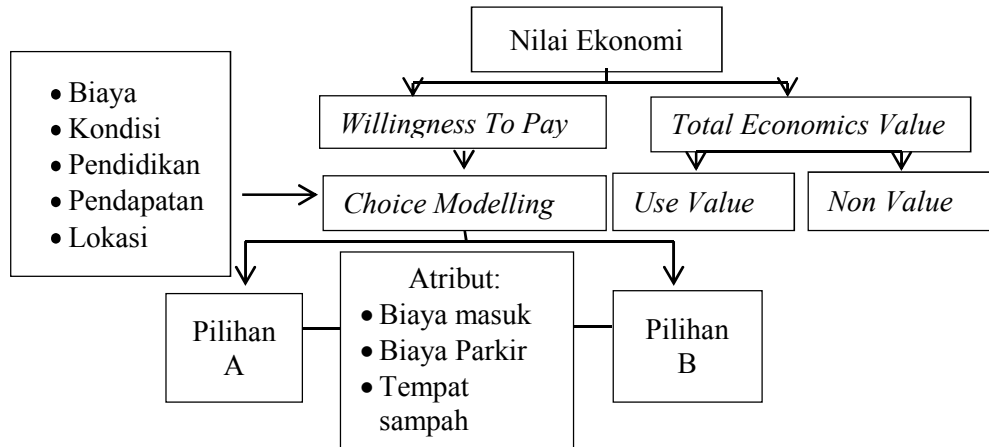 Nilai Ekonomi
• Biaya
• Kondisi
• Pendidikan
• Pendapatan
• Lokasi
Willingness To Pay
Total Economics Value
Choice Modelling
Use Value
Non Value
Pilihan
A
Atribut:
• Biaya masuk
• Biaya Parkir
• Tempat
sampah
Pilihan
B